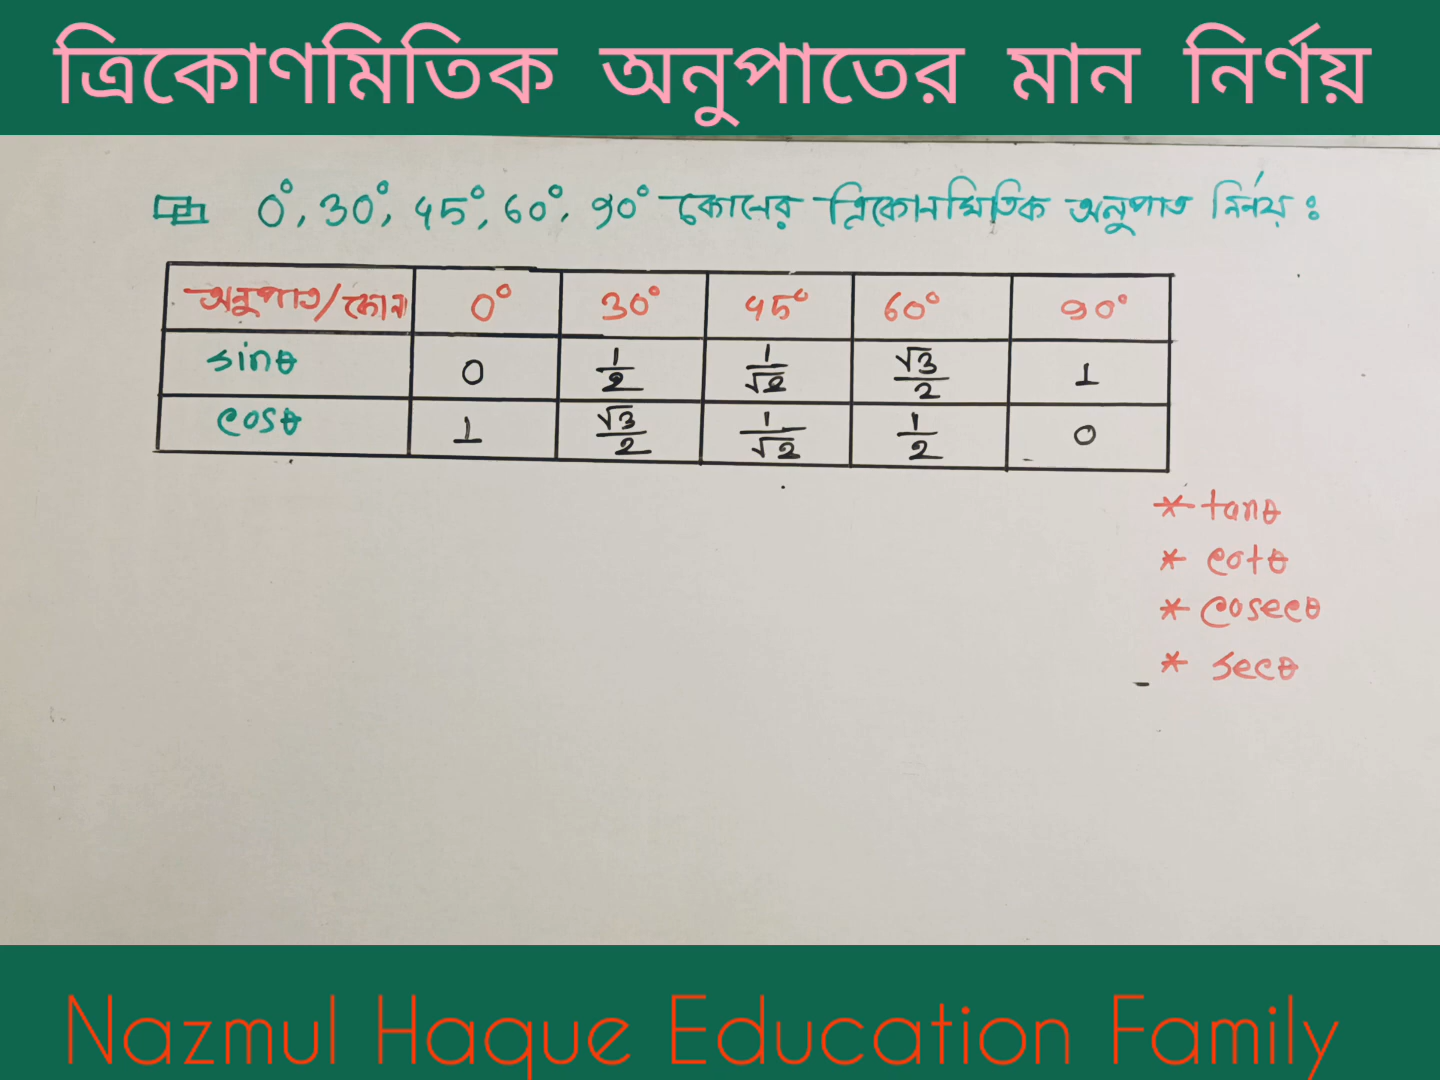 ত্রিকোণমিতিক অনুপাতের মান নির্ণয়
0°, 30°, 45°, 60°, 90° কোনের ত্রিকোনমিতিক অনুপাত নির্নয়ঃ
অনুপাত/কোন 0° 30° 45° 60° 90°
sinθ 0 1/2 1/√2 √3/2 1
cosθ 1 √3/2 1/√2 1/2 0
* tanθ
* cotθ
* cosecθ
* secθ
Nazmul Haque Education Family